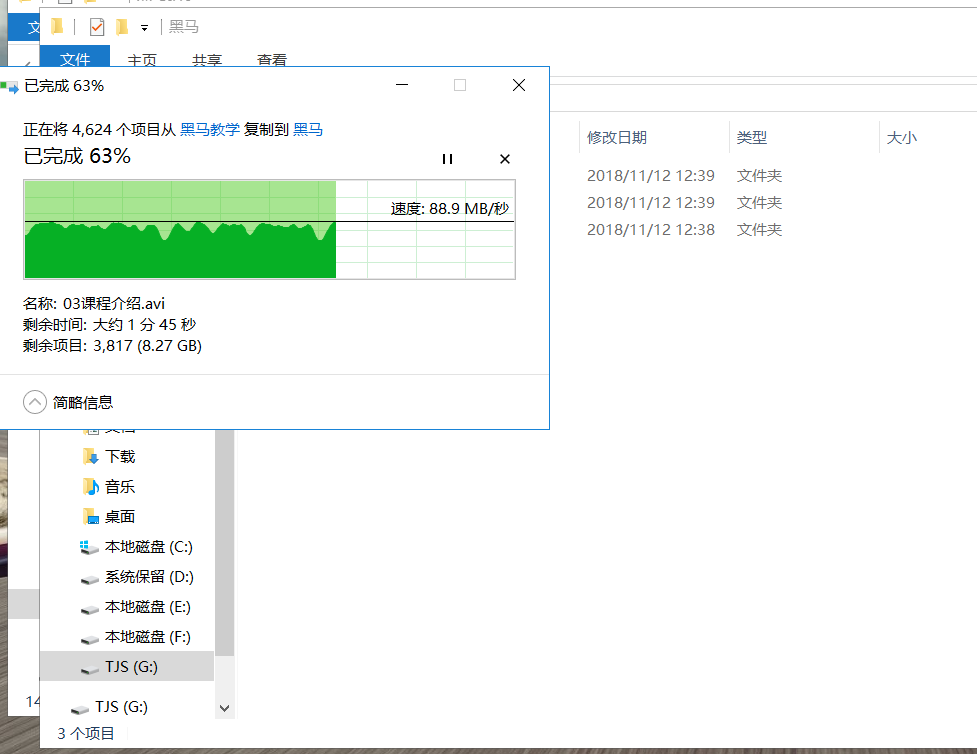 文
黑马
文件 主页 共享 查看
已完成 63%
正在将 4,624 个项目从 黑马教学 复制到 黑马
已完成 63%
速度: 88.9 MB/秒
名称: 03课程介绍.avi
剩余时间: 大约 1 分 45 秒
剩余项目: 3,817 (8.27 GB)
简略信息
修改日期 类型 大小
2018/11/12 12:39 文件夹
2018/11/12 12:39 文件夹
2018/11/12 12:38 文件夹
下载
音乐
桌面
本地磁盘 (C:)
系统保留 (D:)
本地磁盘 (E:)
本地磁盘 (F:)
TJS (G:)
TJS (G:)
14
3 个项目